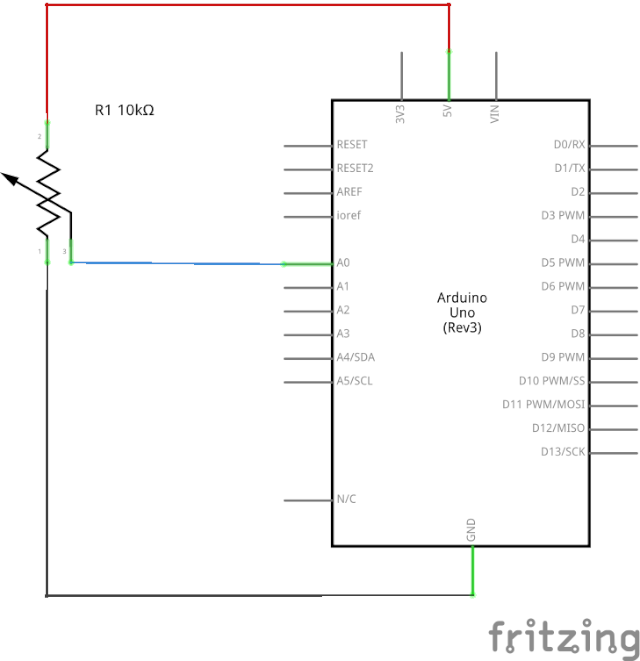 R1 10kΩ
2
1
3
3V3
5V
VIN
RESET
RESET2
AREF
ioref
A0
A1
A2
A3
A4/SDA
A5/SCL
N/C
Arduino
Uno
(Rev3)
D0/RX
D1/TX
D2
D3 PWM
D4
D5 PWM
D6 PWM
D7
D8
D9 PWM
D10 PWM/SS
D11 PWM/MOSI
D12/MISO
D13/SCK
GND
fritzing